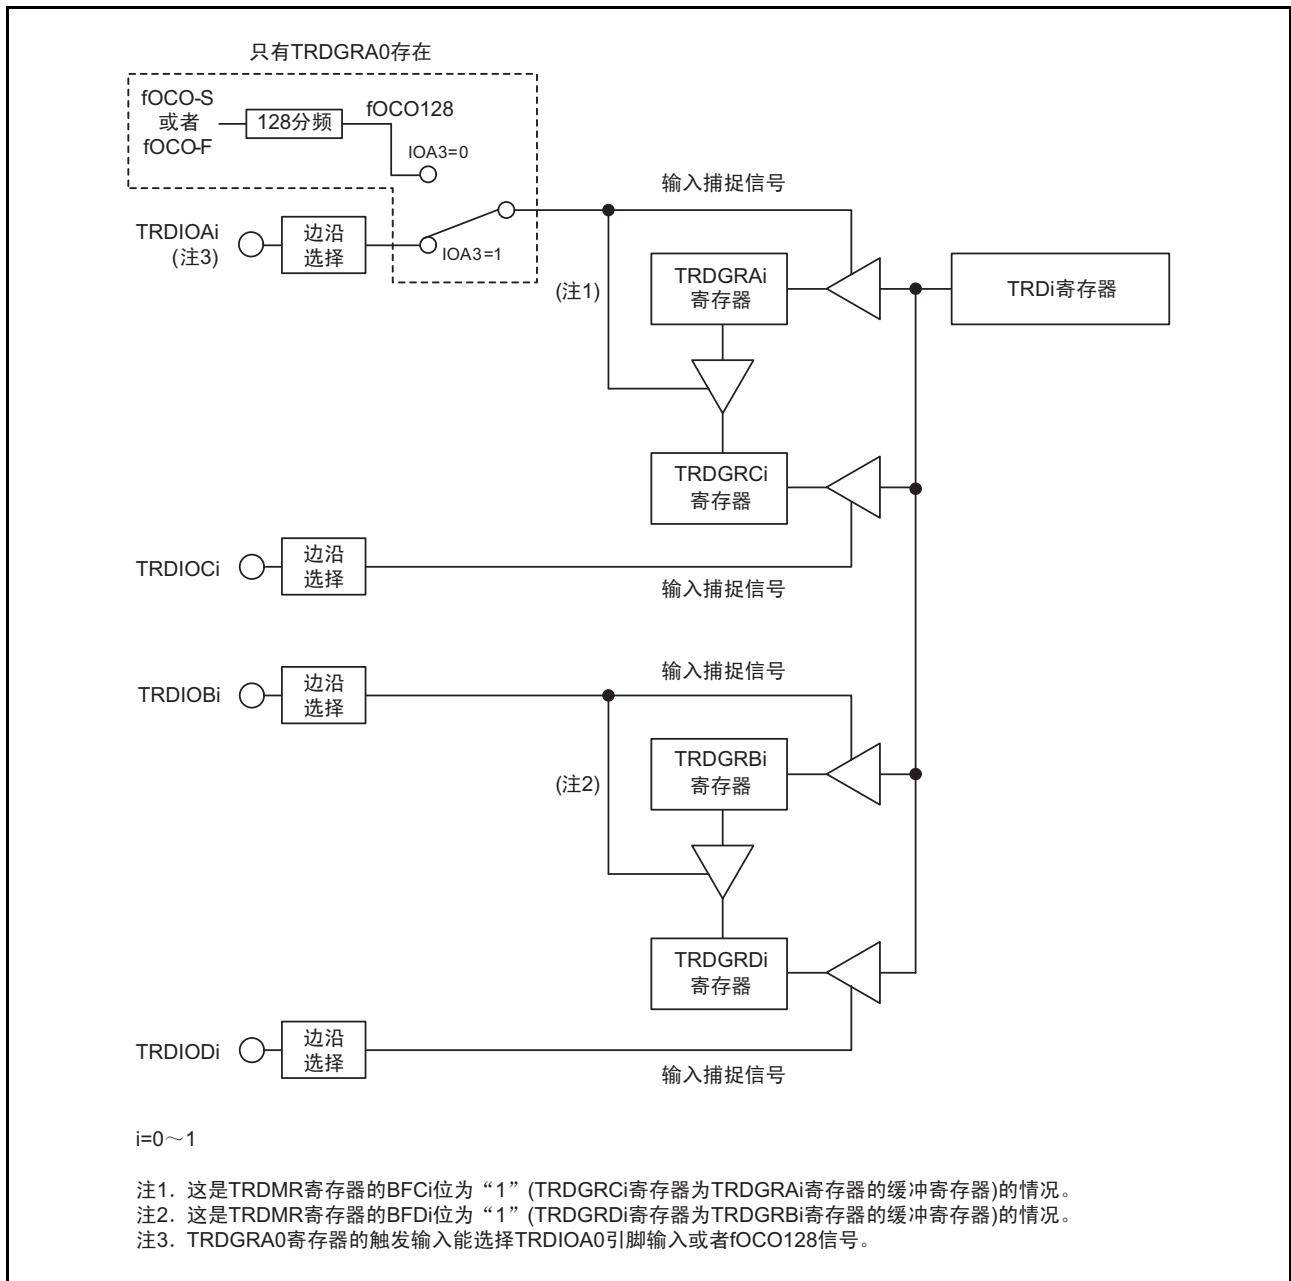 只有TRDGRA0存在
fOCO-S
或者
fOCO-F
128分频
fOCO128
IOA3=0
输入捕捉信号
TRDIOAi
(注3)
边沿
选择
IOA3=1
(注1)
TRDGRAi
寄存器
TRDi寄存器
TRDGRCi
寄存器
TRDIOCi
边沿
选择
输入捕捉信号
输入捕捉信号
TRDIOBi
边沿
选择
(注2)
TRDGRBi
寄存器
TRDGRDi
寄存器
TRDIODi
边沿
选择
输入捕捉信号
i=0～1
注1. 这是TRDMR寄存器的BFCi位为“1”(TRDGRCi寄存器为TRDGRAi寄存器的缓冲寄存器)的情况。
注2. 这是TRDMR寄存器的BFDi位为“1”(TRDGRDi寄存器为TRDGRBi寄存器的缓冲寄存器)的情况。
注3. TRDGRA0寄存器的触发输入能选择TRDIOA0引脚输入或者fOCO128信号。